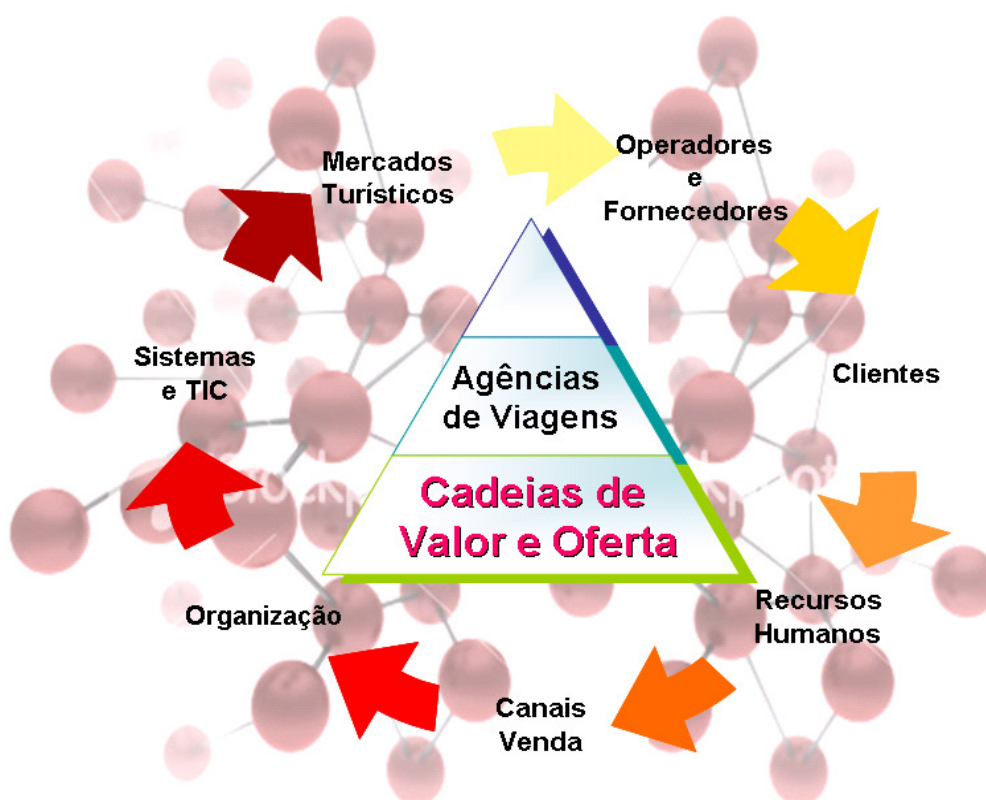 Mercados
Turísticos
Operadores
e
Fornecedores
Clientes
Recursos
Humanos
Canais
Venda
Organização
Sistemas
e TIC
Agências
de Viagens
Cadeias de
Valor e Oferta